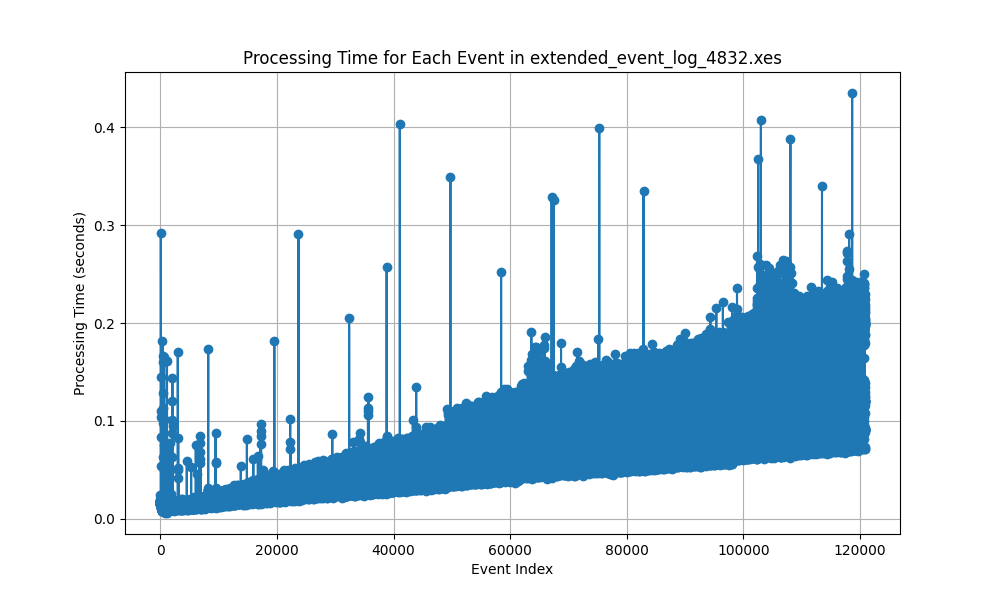 Processing Time for Each Event in extended_event_log_4832.xes
Processing Time (seconds)
0.4
0.3
0.2
0.1
0.0
0 20000 40000 60000 80000 100000 120000
Event Index